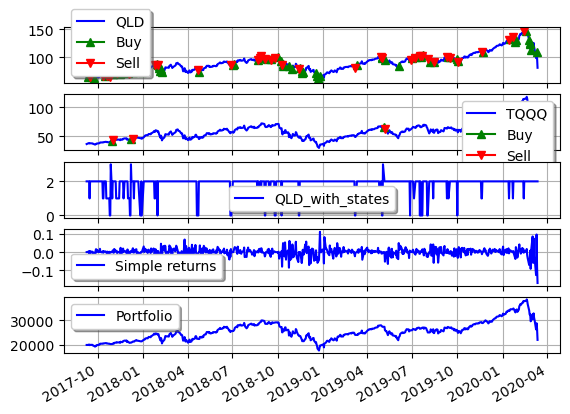 QLD
Buy
Sell
150
100
TQQQ
Buy
Sell
100
50
QLD_with_states
2
0
Simple returns
0.1
0.0
−0.1
Portfolio
30000
20000
2017-10
2018-01
2018-04
2018-07
2018-10
2019-01
2019-04
2019-07
2019-10
2020-01
2020-04